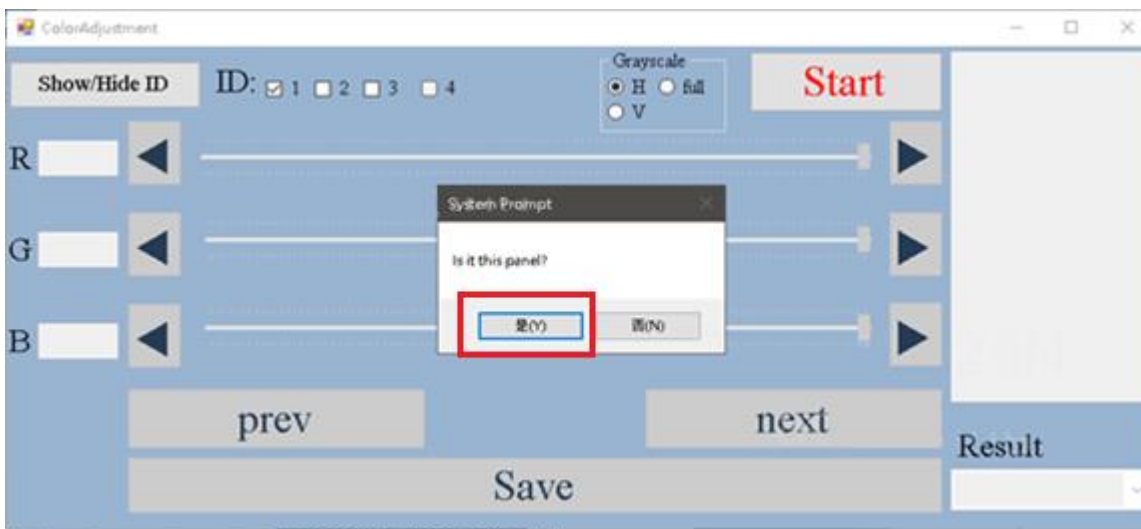 ColorAdjustment
Show/Hide ID
ID: 1 2 3 4
Grayscale
H full
V
Start
R
G
B
System Prompt
Is it this panel?
是(Y) 否(N)
prev next
Save
Result